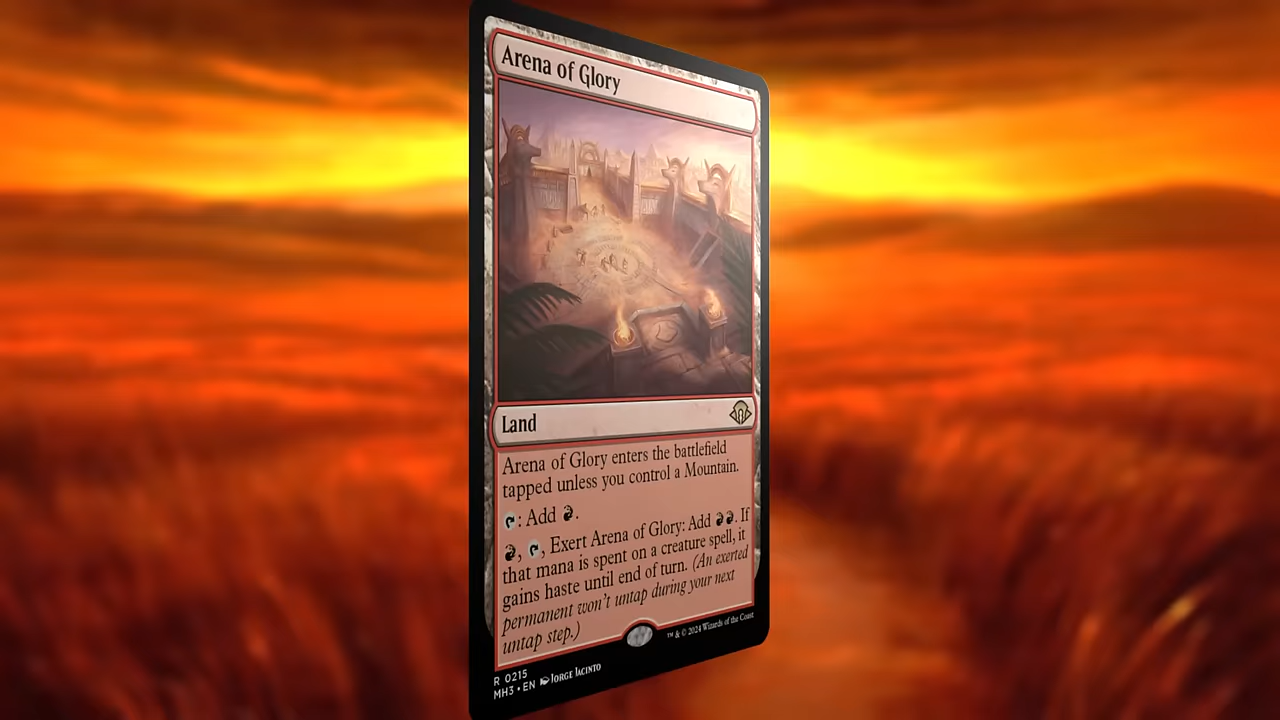 Arena of Glory
Land
Arena of Glory enters the battlefield
tapped unless you control a Mountain.
: Add .
, , Exert Arena of Glory: Add . If
that mana is spent on a creature spell, it
gains haste until end of turn. (An exerted
permanent won't untap during your next
untap step.)
™ & © 2024 Wizards of the Coast
R 0215
MH3 • EN Jorge Jacinto